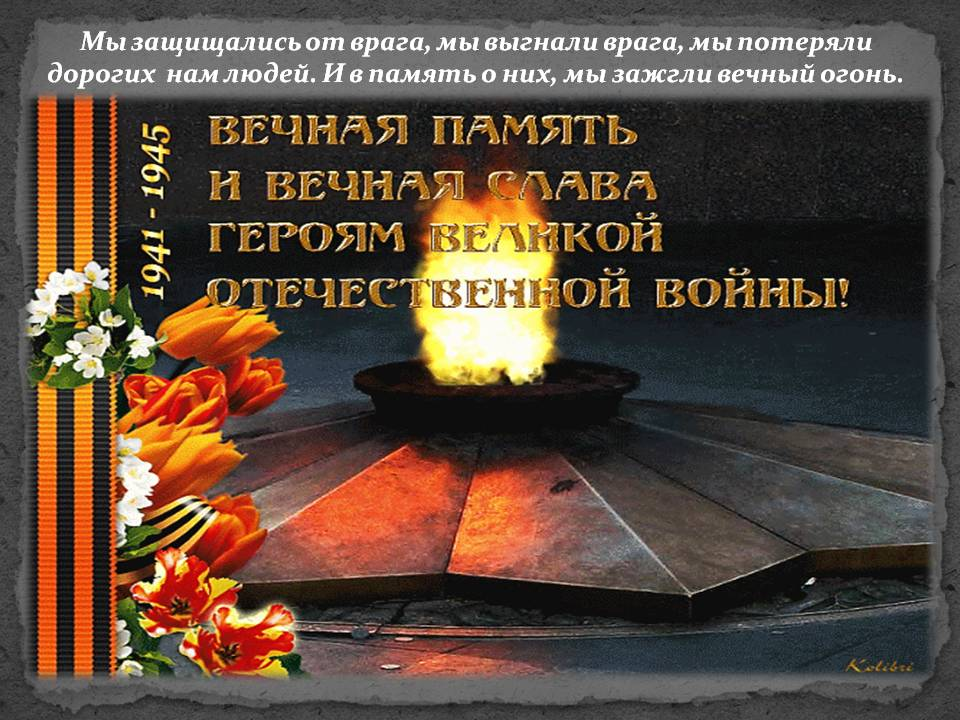 Мы защищались от врага, мы выгнали врага, мы потеряли
дорогих нам людей. И в память о них, мы зажгли вечный огонь.
1941 - 1945
ВЕЧНАЯ ПАМЯТЬ
И ВЕЧНАЯ СЛАВА
ГЕРОЯМ ВЕЛИКОЙ
ОТЕЧЕСТВЕННОЙ ВОЙНЫ!
Kolibri